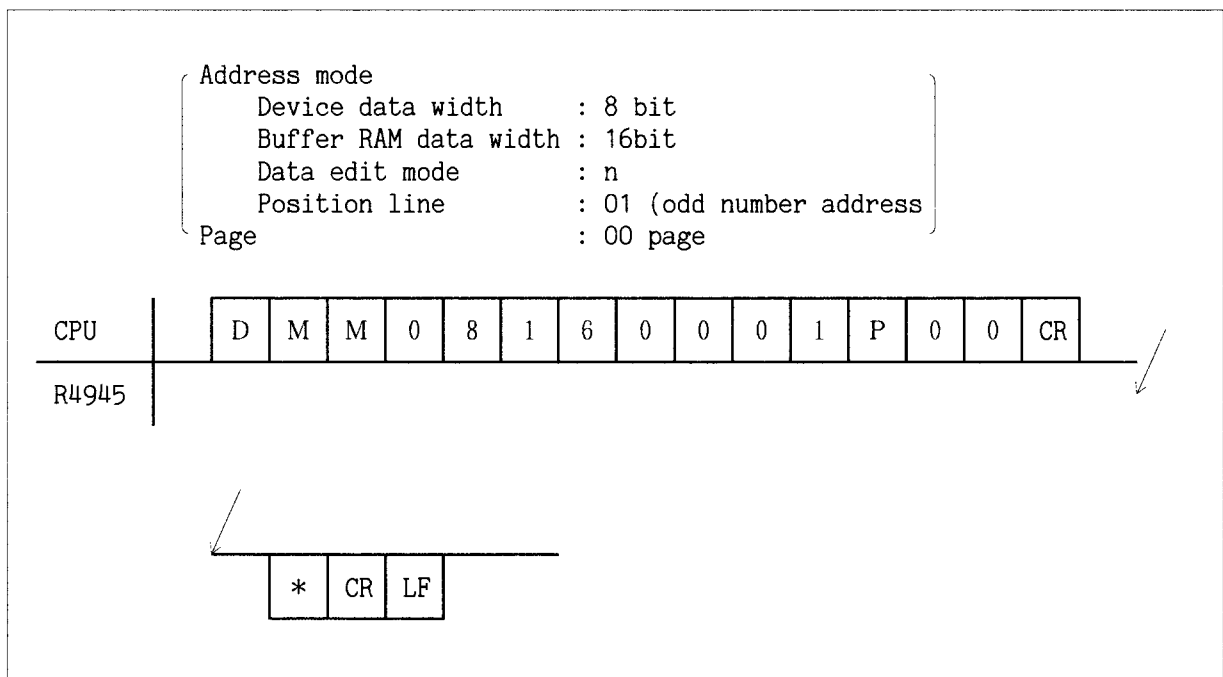 Address mode
Device data width : 8 bit
Buffer RAM data width : 16bit
Data edit mode : n
Position line : 01 (odd number address
Page : 00 page
CPU D M M 0 8 1 6 0 0 0 1 P 0 0 CR
R4945
* CR LF